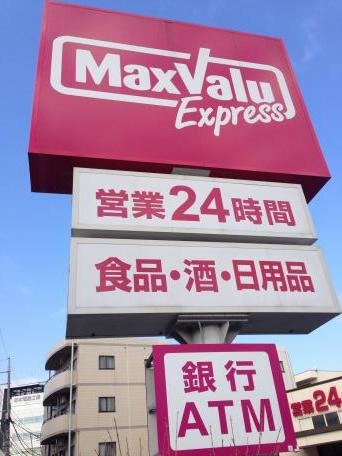 MaxValu
Express
営業24時間
食品・酒・日用品
銀行
ATM
営業24